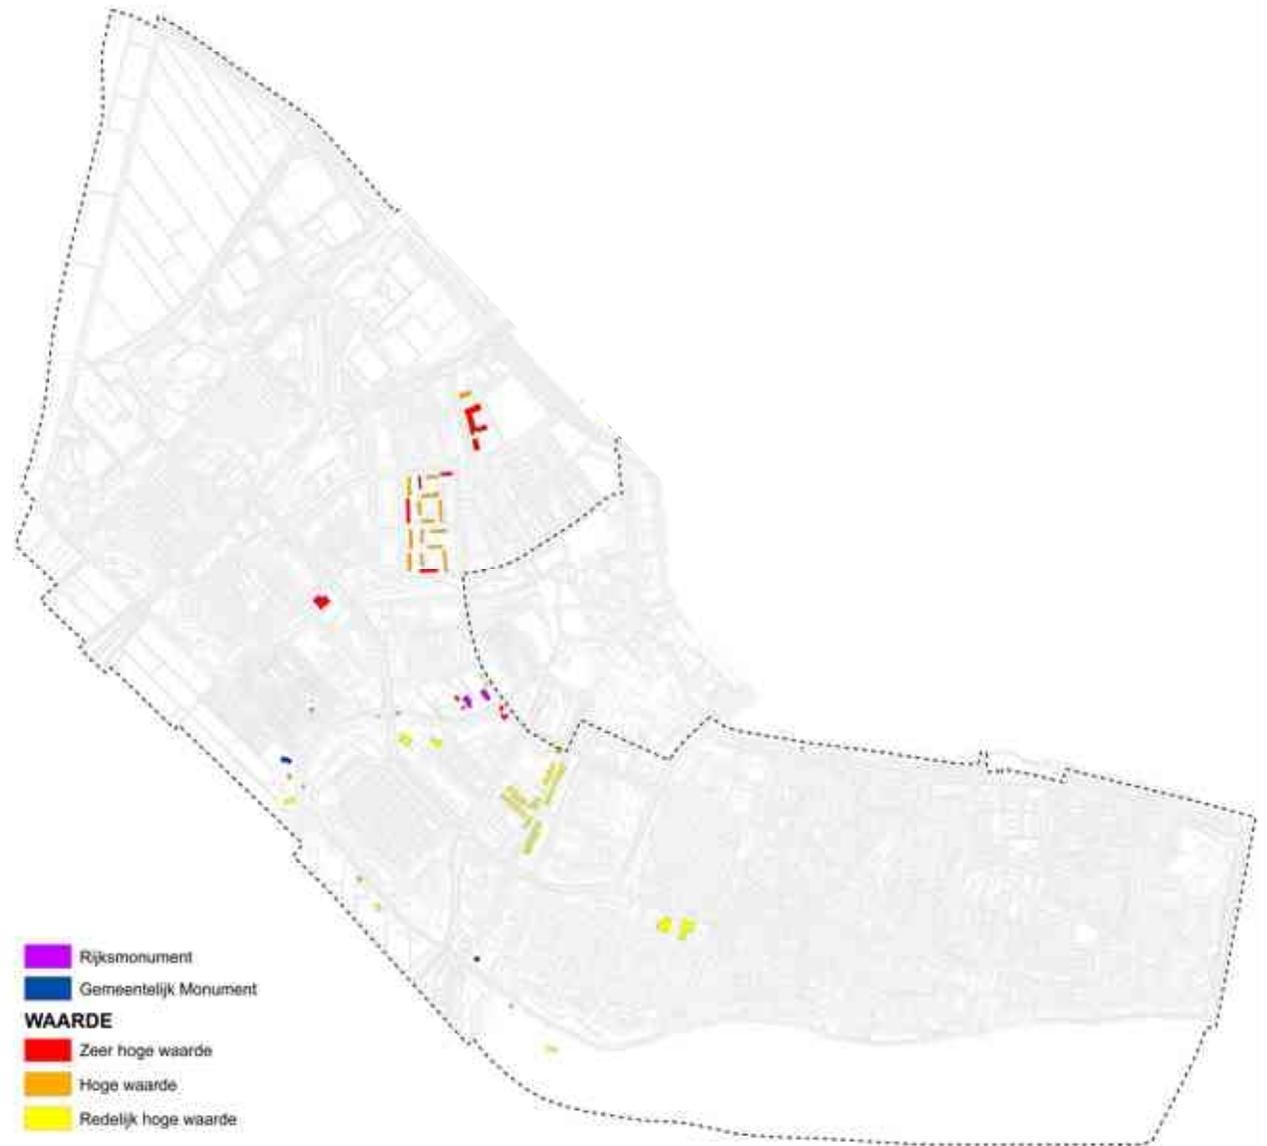 Rijksmonument
Gemeentelijk Monument
WAARDE
Zeer hoge waarde
Hoge waarde
Redelijk hoge waarde